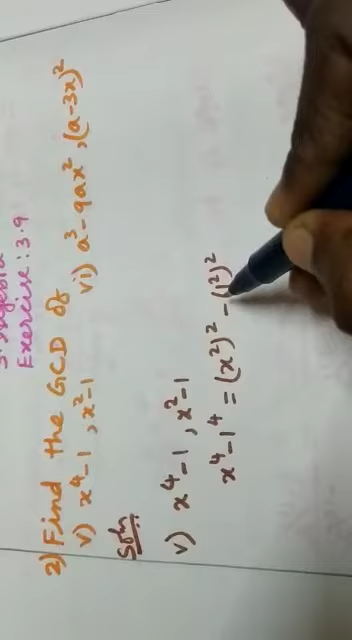 Exercise: 3.9
2) Find the GCD of
v) x⁴-1, x²-1 vi) a³-9ax², (a-3x)²
Soln
v) x⁴-1, x²-1
x⁴-1⁴ = (x²)² - (1²)²